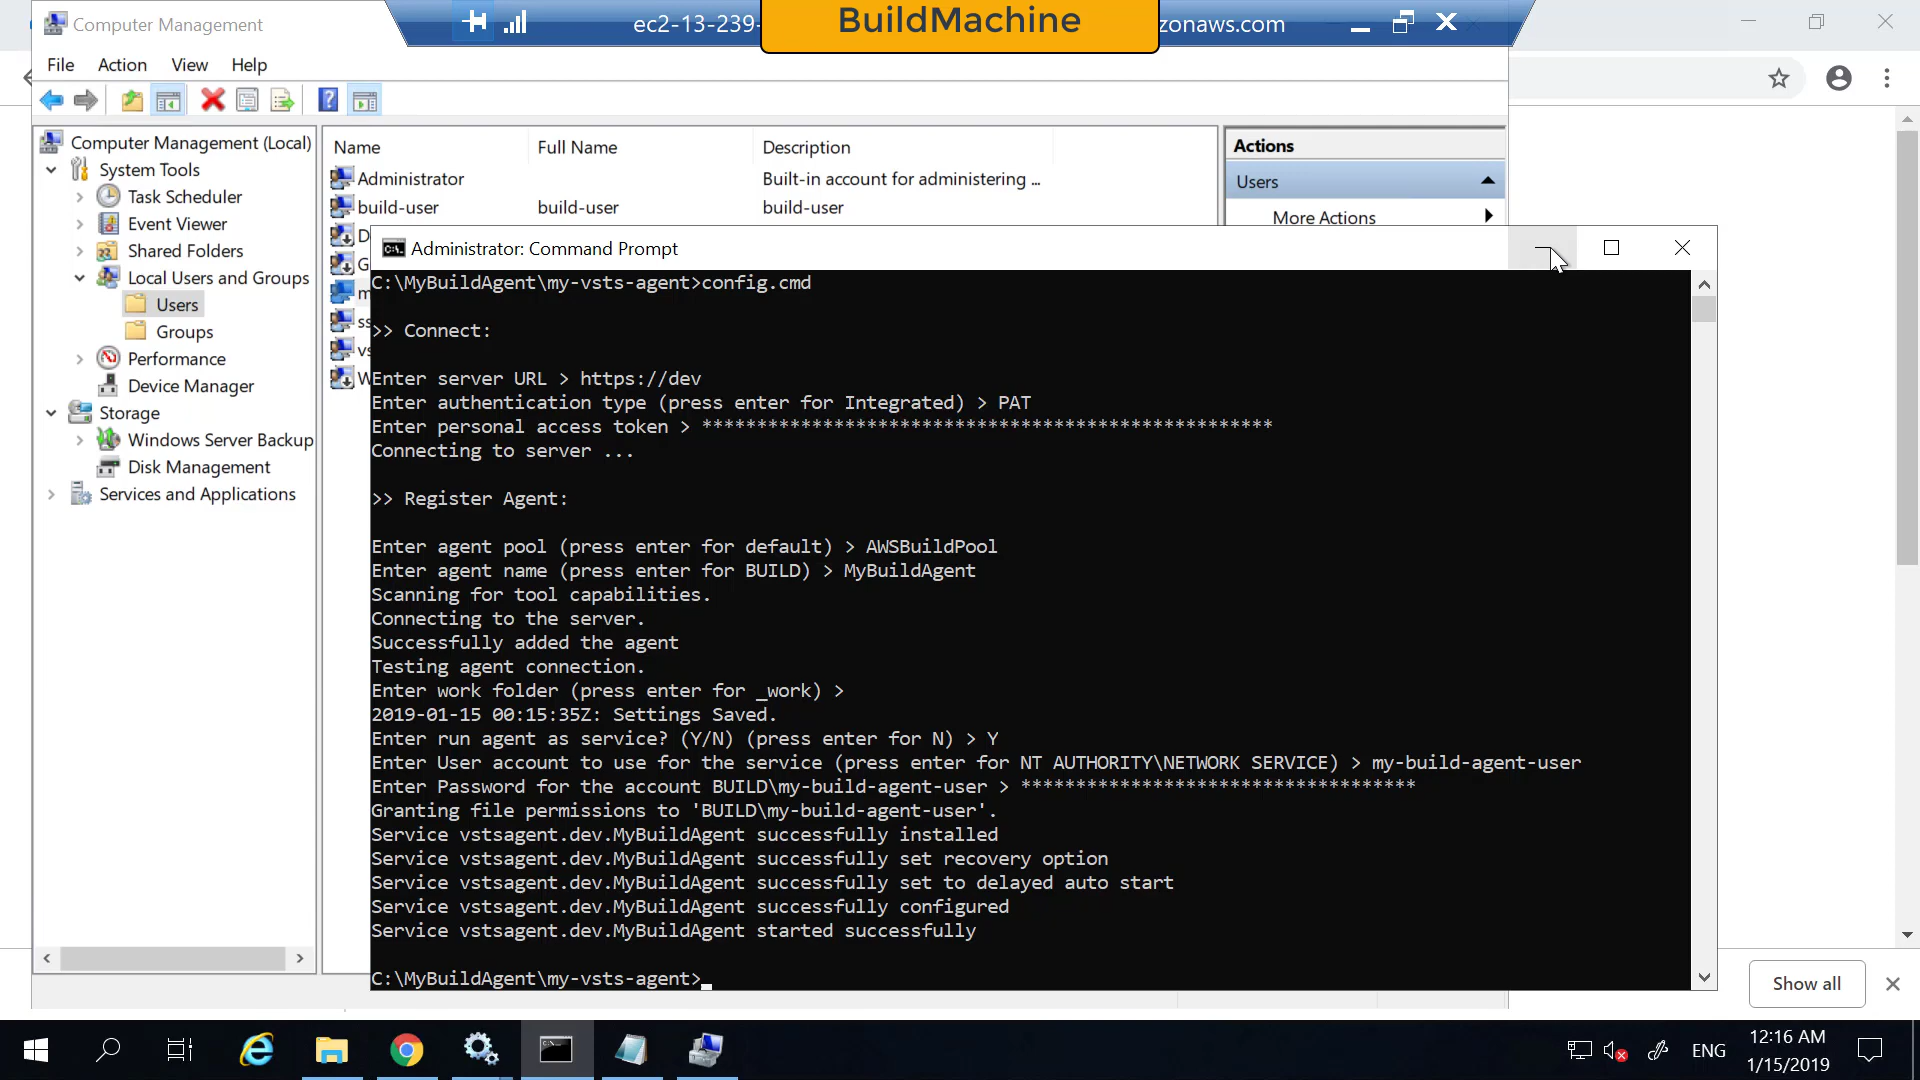 Computer Management
ec2-13-239-
BuildMachine
zonaws.com
File Action View Help
Computer Management (Local)
System Tools
Task Scheduler
Event Viewer
Shared Folders
Local Users and Groups
Users
Groups
Performance
Device Manager
Storage
Windows Server Backup
Disk Management
Services and Applications
Name Full Name Description
Administrator Built-in account for administering ...
build-user build-user build-user
D
G
m
ss
vs
W
Actions
Users
More Actions
Administrator: Command Prompt
C:\MyBuildAgent\my-vsts-agent>config.cmd
>> Connect:
Enter server URL > https://dev
Enter authentication type (press enter for Integrated) > PAT
Enter personal access token > ****************************************************
Connecting to server ...
>> Register Agent:
Enter agent pool (press enter for default) > AWSBuildPool
Enter agent name (press enter for BUILD) > MyBuildAgent
Scanning for tool capabilities.
Connecting to the server.
Successfully added the agent
Testing agent connection.
Enter work folder (press enter for _work) >
2019-01-15 00:15:35Z: Settings Saved.
Enter run agent as service? (Y/N) (press enter for N) > Y
Enter User account to use for the service (press enter for NT AUTHORITY\NETWORK SERVICE) > my-build-agent-user
Enter Password for the account BUILD\my-build-agent-user > ************************************
Granting file permissions to 'BUILD\my-build-agent-user'.
Service vstsagent.dev.MyBuildAgent successfully installed
Service vstsagent.dev.MyBuildAgent successfully set recovery option
Service vstsagent.dev.MyBuildAgent successfully set to delayed auto start
Service vstsagent.dev.MyBuildAgent successfully configured
Service vstsagent.dev.MyBuildAgent started successfully
C:\MyBuildAgent\my-vsts-agent>
Show all
ENG
12:16 AM
1/15/2019